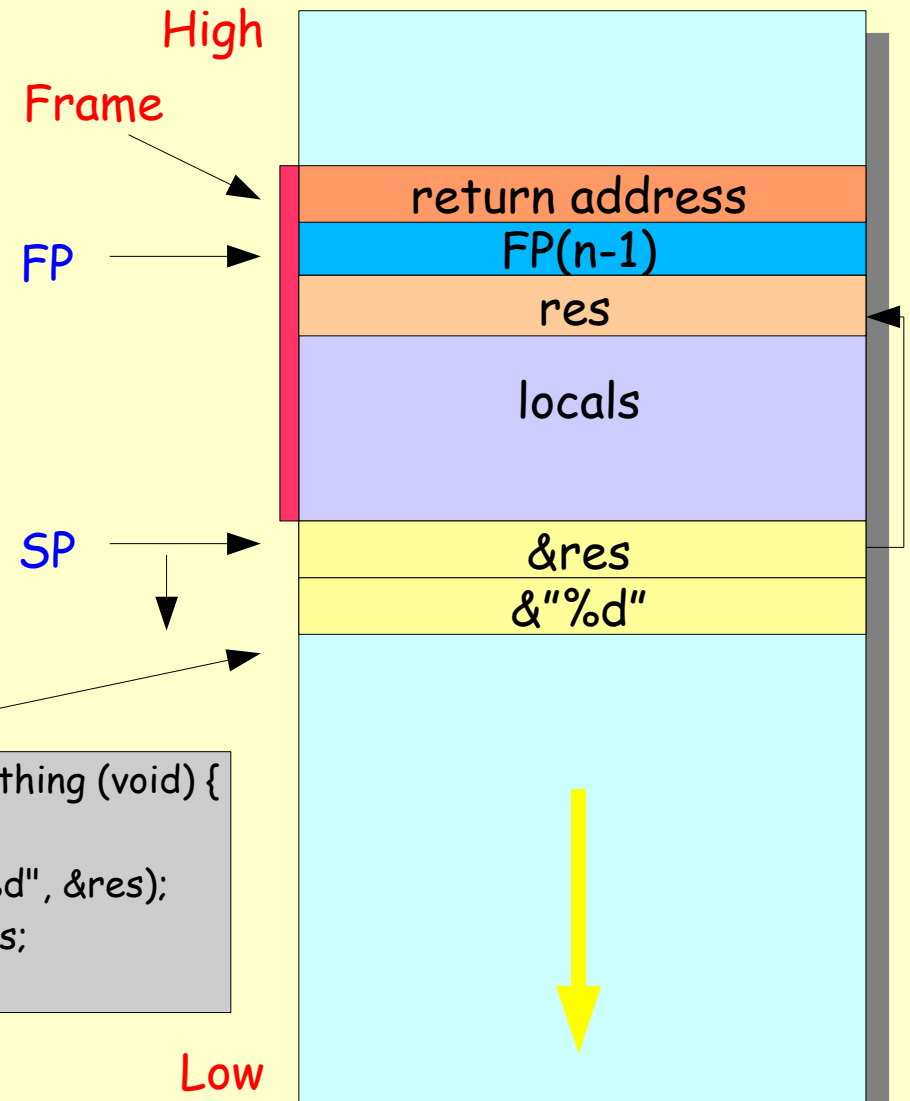 High
Frame
return address
FP
FP(n-1)
res
locals
SP
&res
&"%d"
thing (void) {
d", &res);
s;
Low